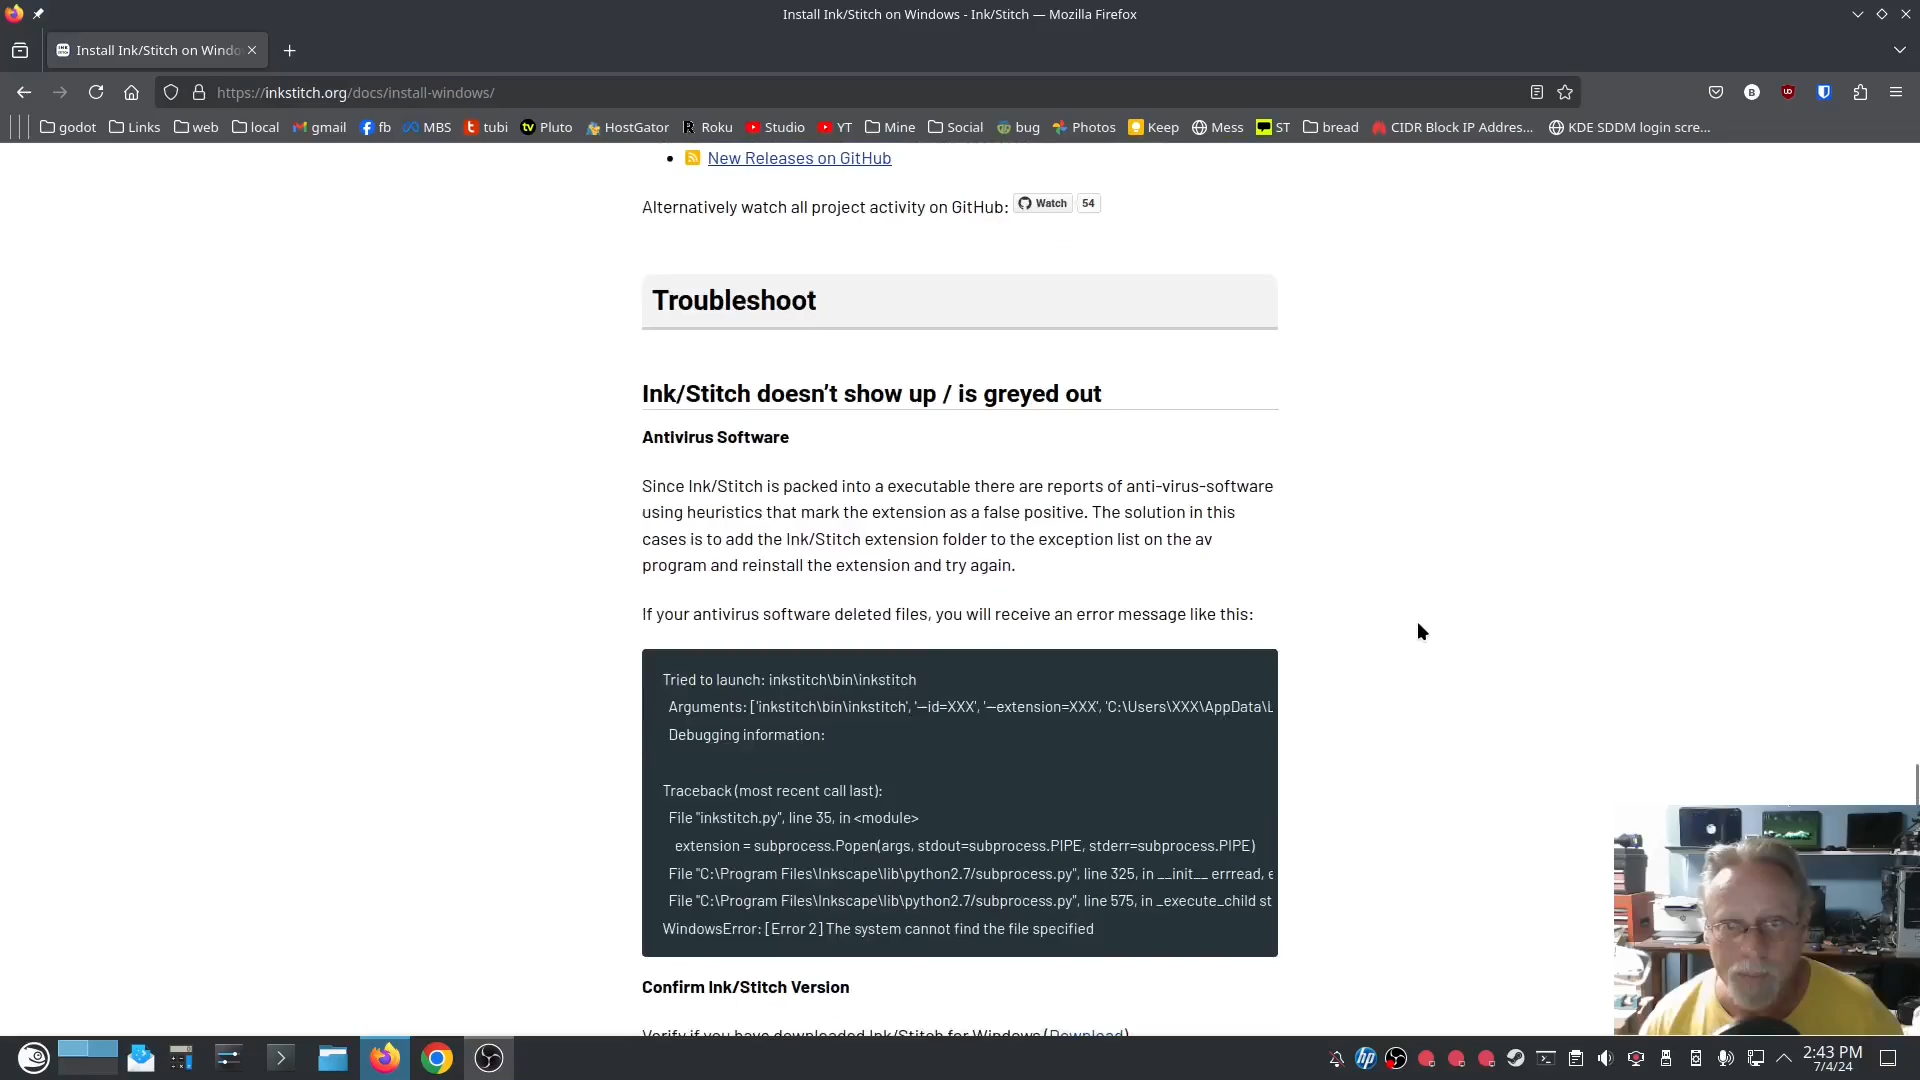 Install Ink/Stitch on Windows - Ink/Stitch — Mozilla Firefox
Install Ink/Stitch on Windo
https://inkstitch.org/docs/install-windows/
godot Links web local gmail fb MBS tubi Pluto HostGator Roku Studio YT Mine Social bug Photos Keep Mess ST bread CIDR Block IP Addres... KDE SDDM login scre...
New Releases on GitHub
Alternatively watch all project activity on GitHub: Watch 54
Troubleshoot
Ink/Stitch doesn’t show up / is greyed out
Antivirus Software
Since Ink/Stitch is packed into a executable there are reports of anti-virus-software
using heuristics that mark the extension as a false positive. The solution in this
cases is to add the Ink/Stitch extension folder to the exception list on the av
program and reinstall the extension and try again.
If your antivirus software deleted files, you will receive an error message like this:
Tried to launch: inkstitch\bin\inkstitch
Arguments: ['inkstitch\bin\inkstitch', '--id=XXX', '--extension=XXX', 'C:\Users\XXX\AppData\L
Debugging information:
Traceback (most recent call last):
File "inkstitch.py", line 35, in <module>
extension = subprocess.Popen(args, stdout=subprocess.PIPE, stderr=subprocess.PIPE)
File "C:\Program Files\Inkscape\lib\python2.7/subprocess.py", line 325, in __init__ errread, e
File "C:\Program Files\Inkscape\lib\python2.7/subprocess.py", line 575, in _execute_child st
WindowsError: [Error 2] The system cannot find the file specified
Confirm Ink/Stitch Version
Verify if you have downloaded Ink/Stitch for Windows (Download)
2:43 PM
7/4/24